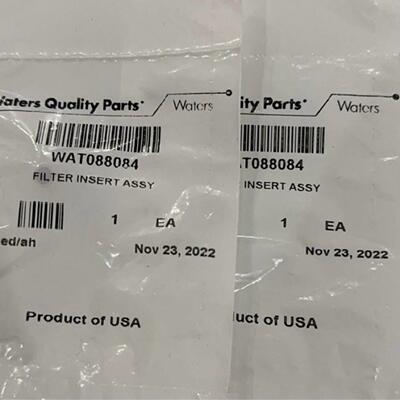 Waters Quality Parts Waters
WAT088084
FILTER INSERT ASSY
1 EA
ed/ah Nov 23, 2022
Product of USA
ity Parts Waters
AT088084
INSERT ASSY
1 EA
Nov 23, 2022
uct of USA